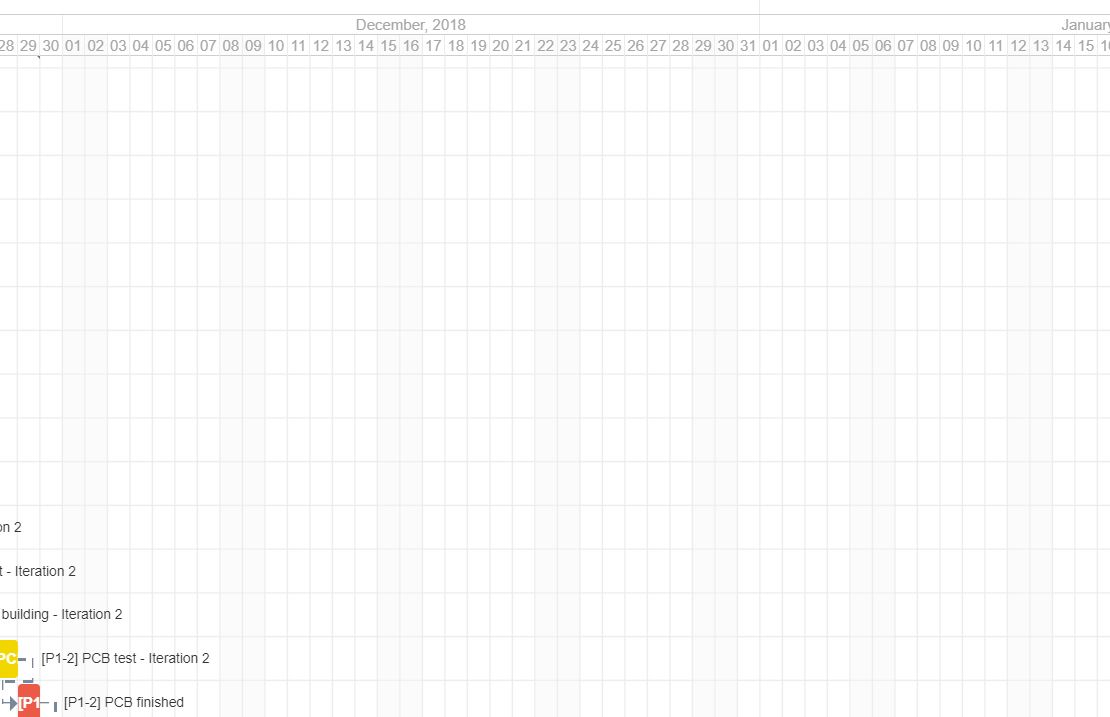 December, 2018 January
28 29 30 01 02 03 04 05 06 07 08 09 10 11 12 13 14 15 16 17 18 19 20 21 22 23 24 25 26 27 28 29 30 31 01 02 03 04 05 06 07 08 09 10 11 12 13 14 15
on 2
t - Iteration 2
building - Iteration 2
PC [P1-2] PCB test - Iteration 2
[P1 [P1-2] PCB finished